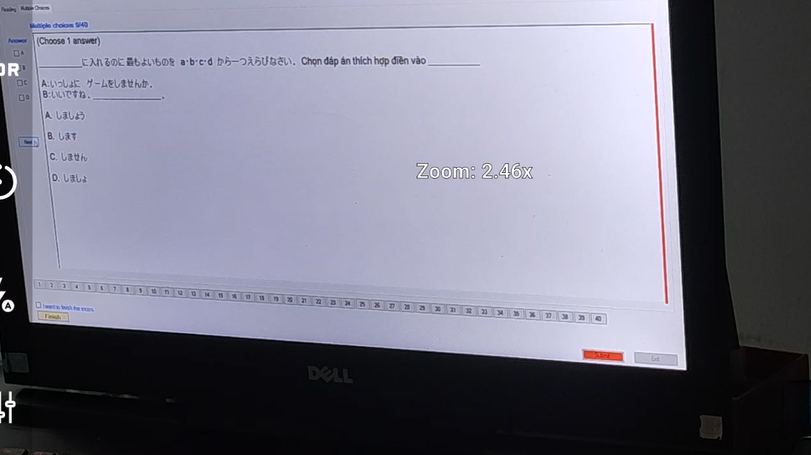 Reading Multiple Choices
Multiple choices 0/40
Answer
(Choose 1 answer)
__________に入れるのに最もよいものを a・b・c・d から一つえらびなさい。Chọn đáp án thích hợp điền vào __________
A:いっしょに ゲームをしませんか。
B:いいですね。______________。
A. しましょう
B. します
C. しません
D. しましょ
A
B
C
D
Next
Zoom: 2.46x
1 2 3 4 5 6 7 8 9 10 11 12 13 14 15 16 17 18 19 20 21 22 23 24 25 26 27 28 29 30 31 32 33 34 35 36 37 38 39 40
I want to finish the exam.
Finish
Exit
DELL